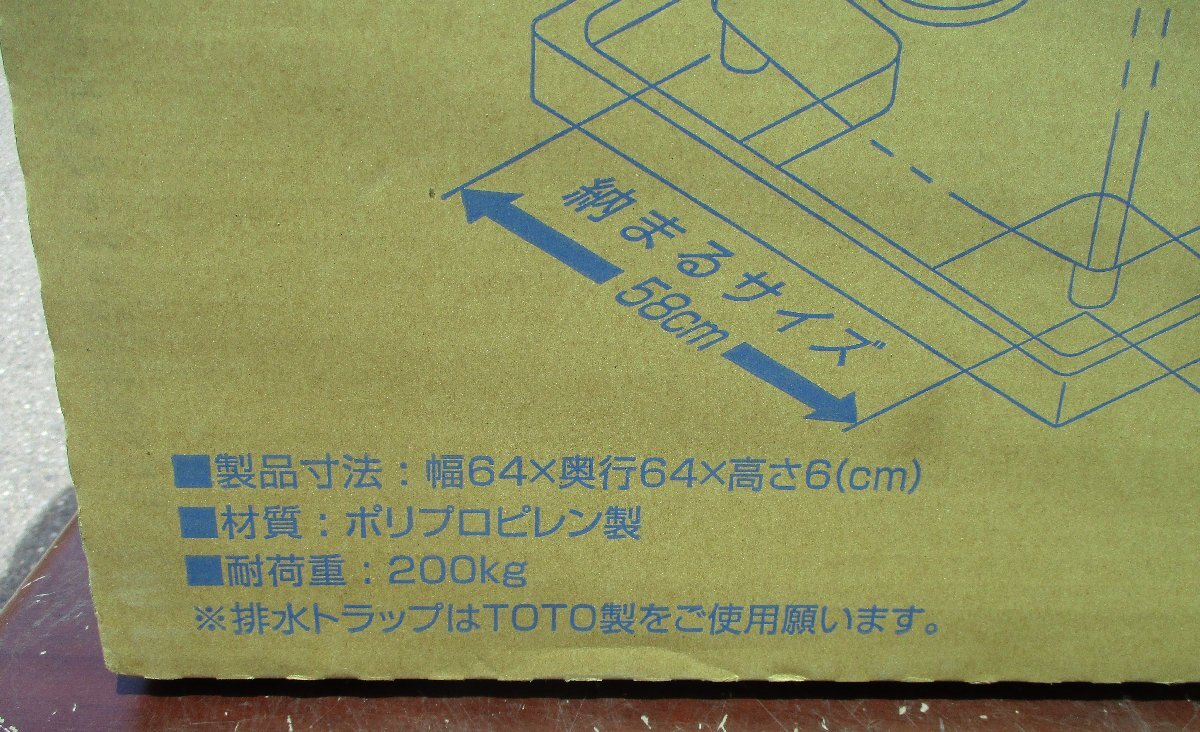 納まるサイズ
58cm
■製品寸法：幅64×奥行64×高さ6(cm)
■材質：ポリプロピレン製
■耐荷重：200kg
※排水トラップはTOTO製をご使用願います。